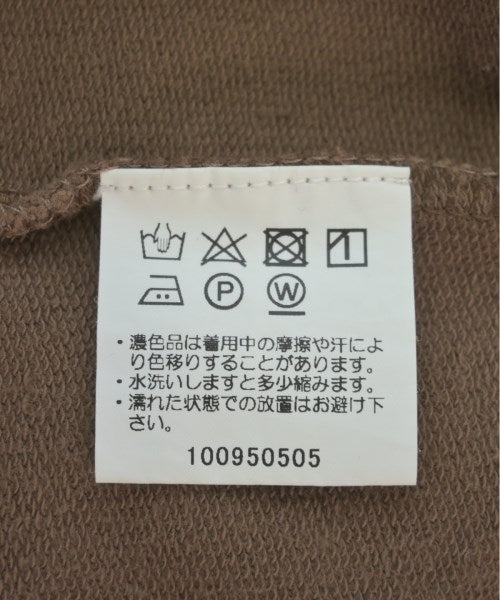 P W
・濃色品は着用中の摩擦や汗によ
り色移りすることがあります。
・水洗いしますと多少縮みます。
・濡れた状態での放置はお避け下
さい。
100950505